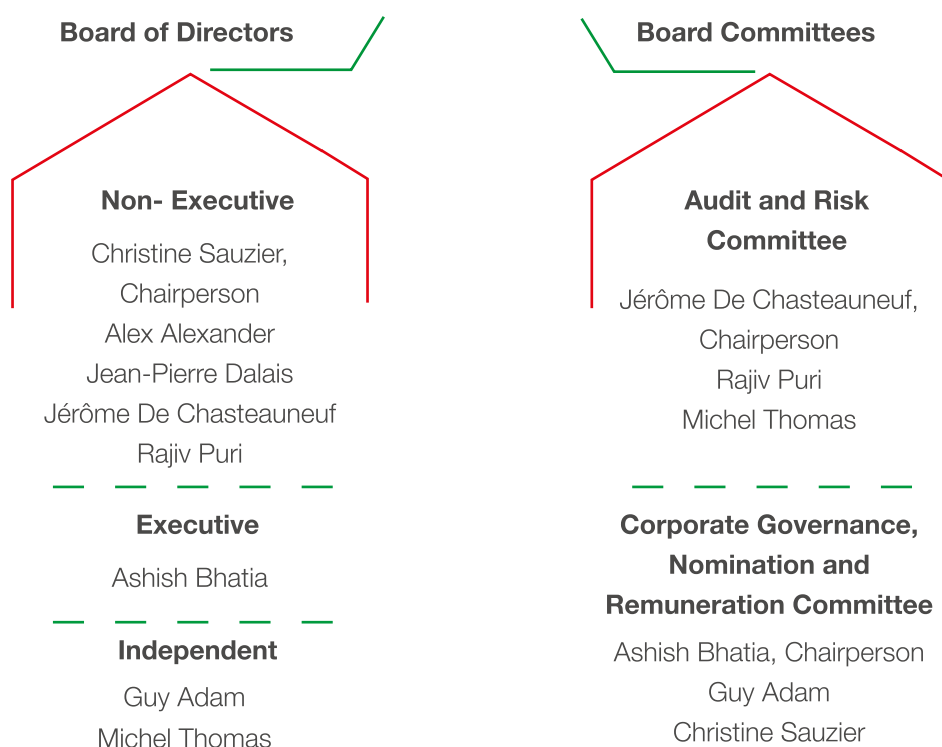 Board of Directors
Non- Executive
Christine Sauzier,
Chairperson
Alex Alexander
Jean-Pierre Dalais
Jérôme De Chasteauneuf
Rajiv Puri
Executive
Ashish Bhatia
Independent
Guy Adam
Michel Thomas
Board Committees
Audit and Risk
Committee
Jérôme De Chasteauneuf,
Chairperson
Rajiv Puri
Michel Thomas
Corporate Governance,
Nomination and
Remuneration Committee
Ashish Bhatia, Chairperson
Guy Adam
Christine Sauzier